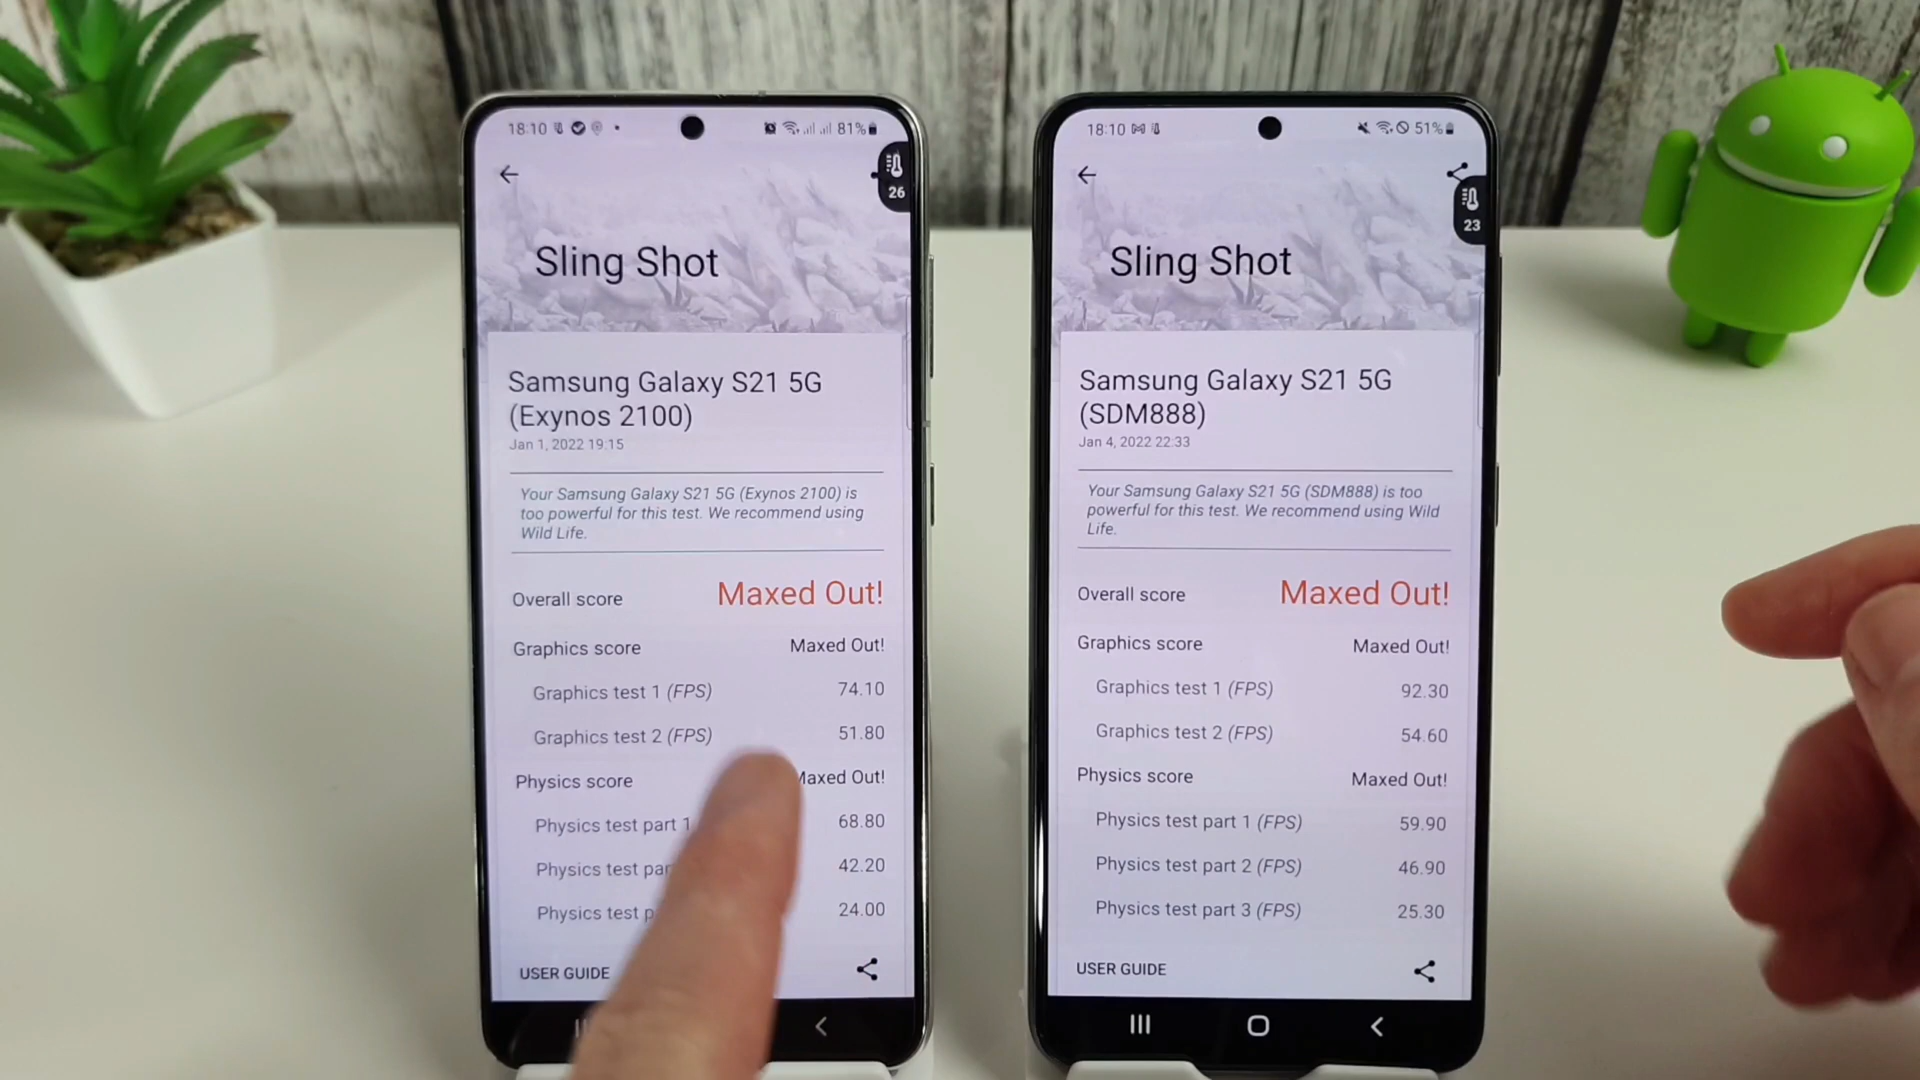 18:10
81%
26
Sling Shot
Samsung Galaxy S21 5G
(Exynos 2100)
Jan 1, 2022 19:15
Your Samsung Galaxy S21 5G (Exynos 2100) is
too powerful for this test. We recommend using
Wild Life.
Overall score Maxed Out!
Graphics score Maxed Out!
Graphics test 1 (FPS) 74.10
Graphics test 2 (FPS) 51.80
Physics score Maxed Out!
Physics test part 1 68.80
Physics test 42.20
Physics 24.00
USER GUIDE
18:10
51%
23
Sling Shot
Samsung Galaxy S21 5G
(SDM888)
Jan 4, 2022 22:33
Your Samsung Galaxy S21 5G (SDM888) is too
powerful for this test. We recommend using Wild
Life.
Overall score Maxed Out!
Graphics score Maxed Out!
Graphics test 1 (FPS) 92.30
Graphics test 2 (FPS) 54.60
Physics score Maxed Out!
Physics test part 1 (FPS) 59.90
Physics test part 2 (FPS) 46.90
Physics test part 3 (FPS) 25.30
USER GUIDE